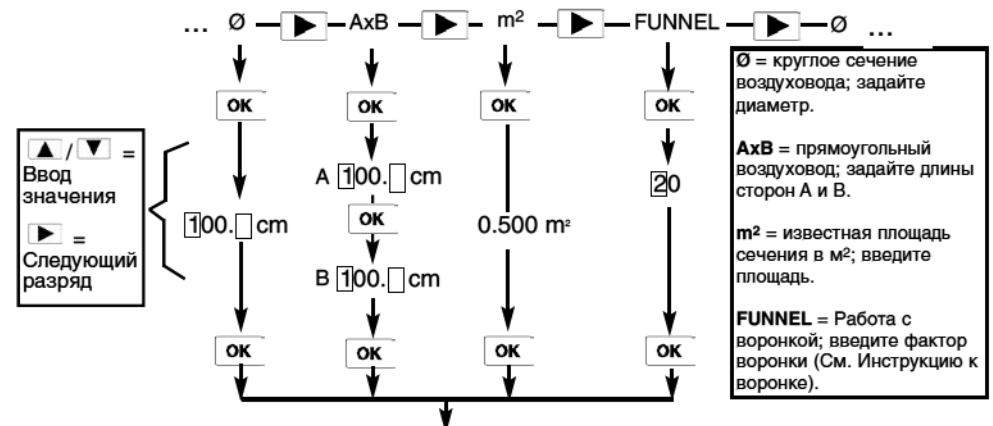 ... Ø AxB m² FUNNEL Ø ...
OK OK OK OK
▲ / ▼ =
Ввод
значения
► =
Следующий
разряд
100. cm
A 100. cm
OK
B 100. cm
0.500 m²
20
OK OK OK OK
Ø = круглое сечение
воздуховода; задайте
диаметр.
AxB = прямоугольный
воздуховод; задайте длины
сторон А и В.
m² = известная площадь
сечения в м²; введите
площадь.
FUNNEL = Работа с
воронкой; введите фактор
воронки (См. Инструкцию к
воронке).